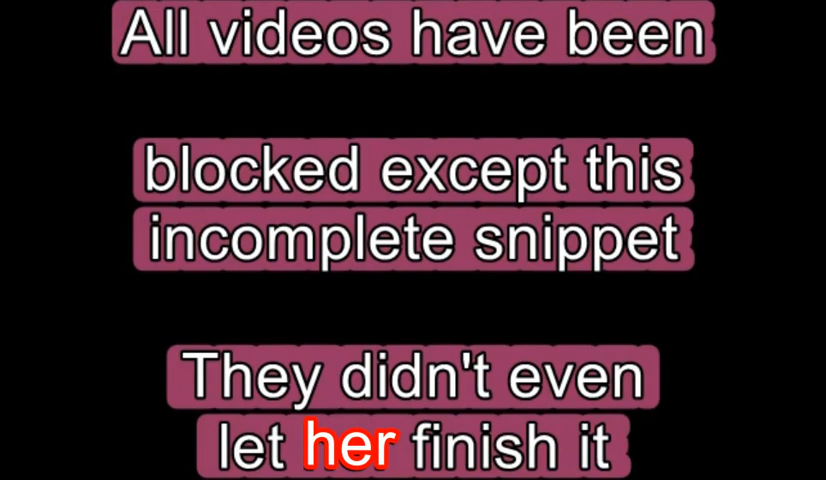 All videos have been
blocked except this
incomplete snippet
They didn't even
let her finish it